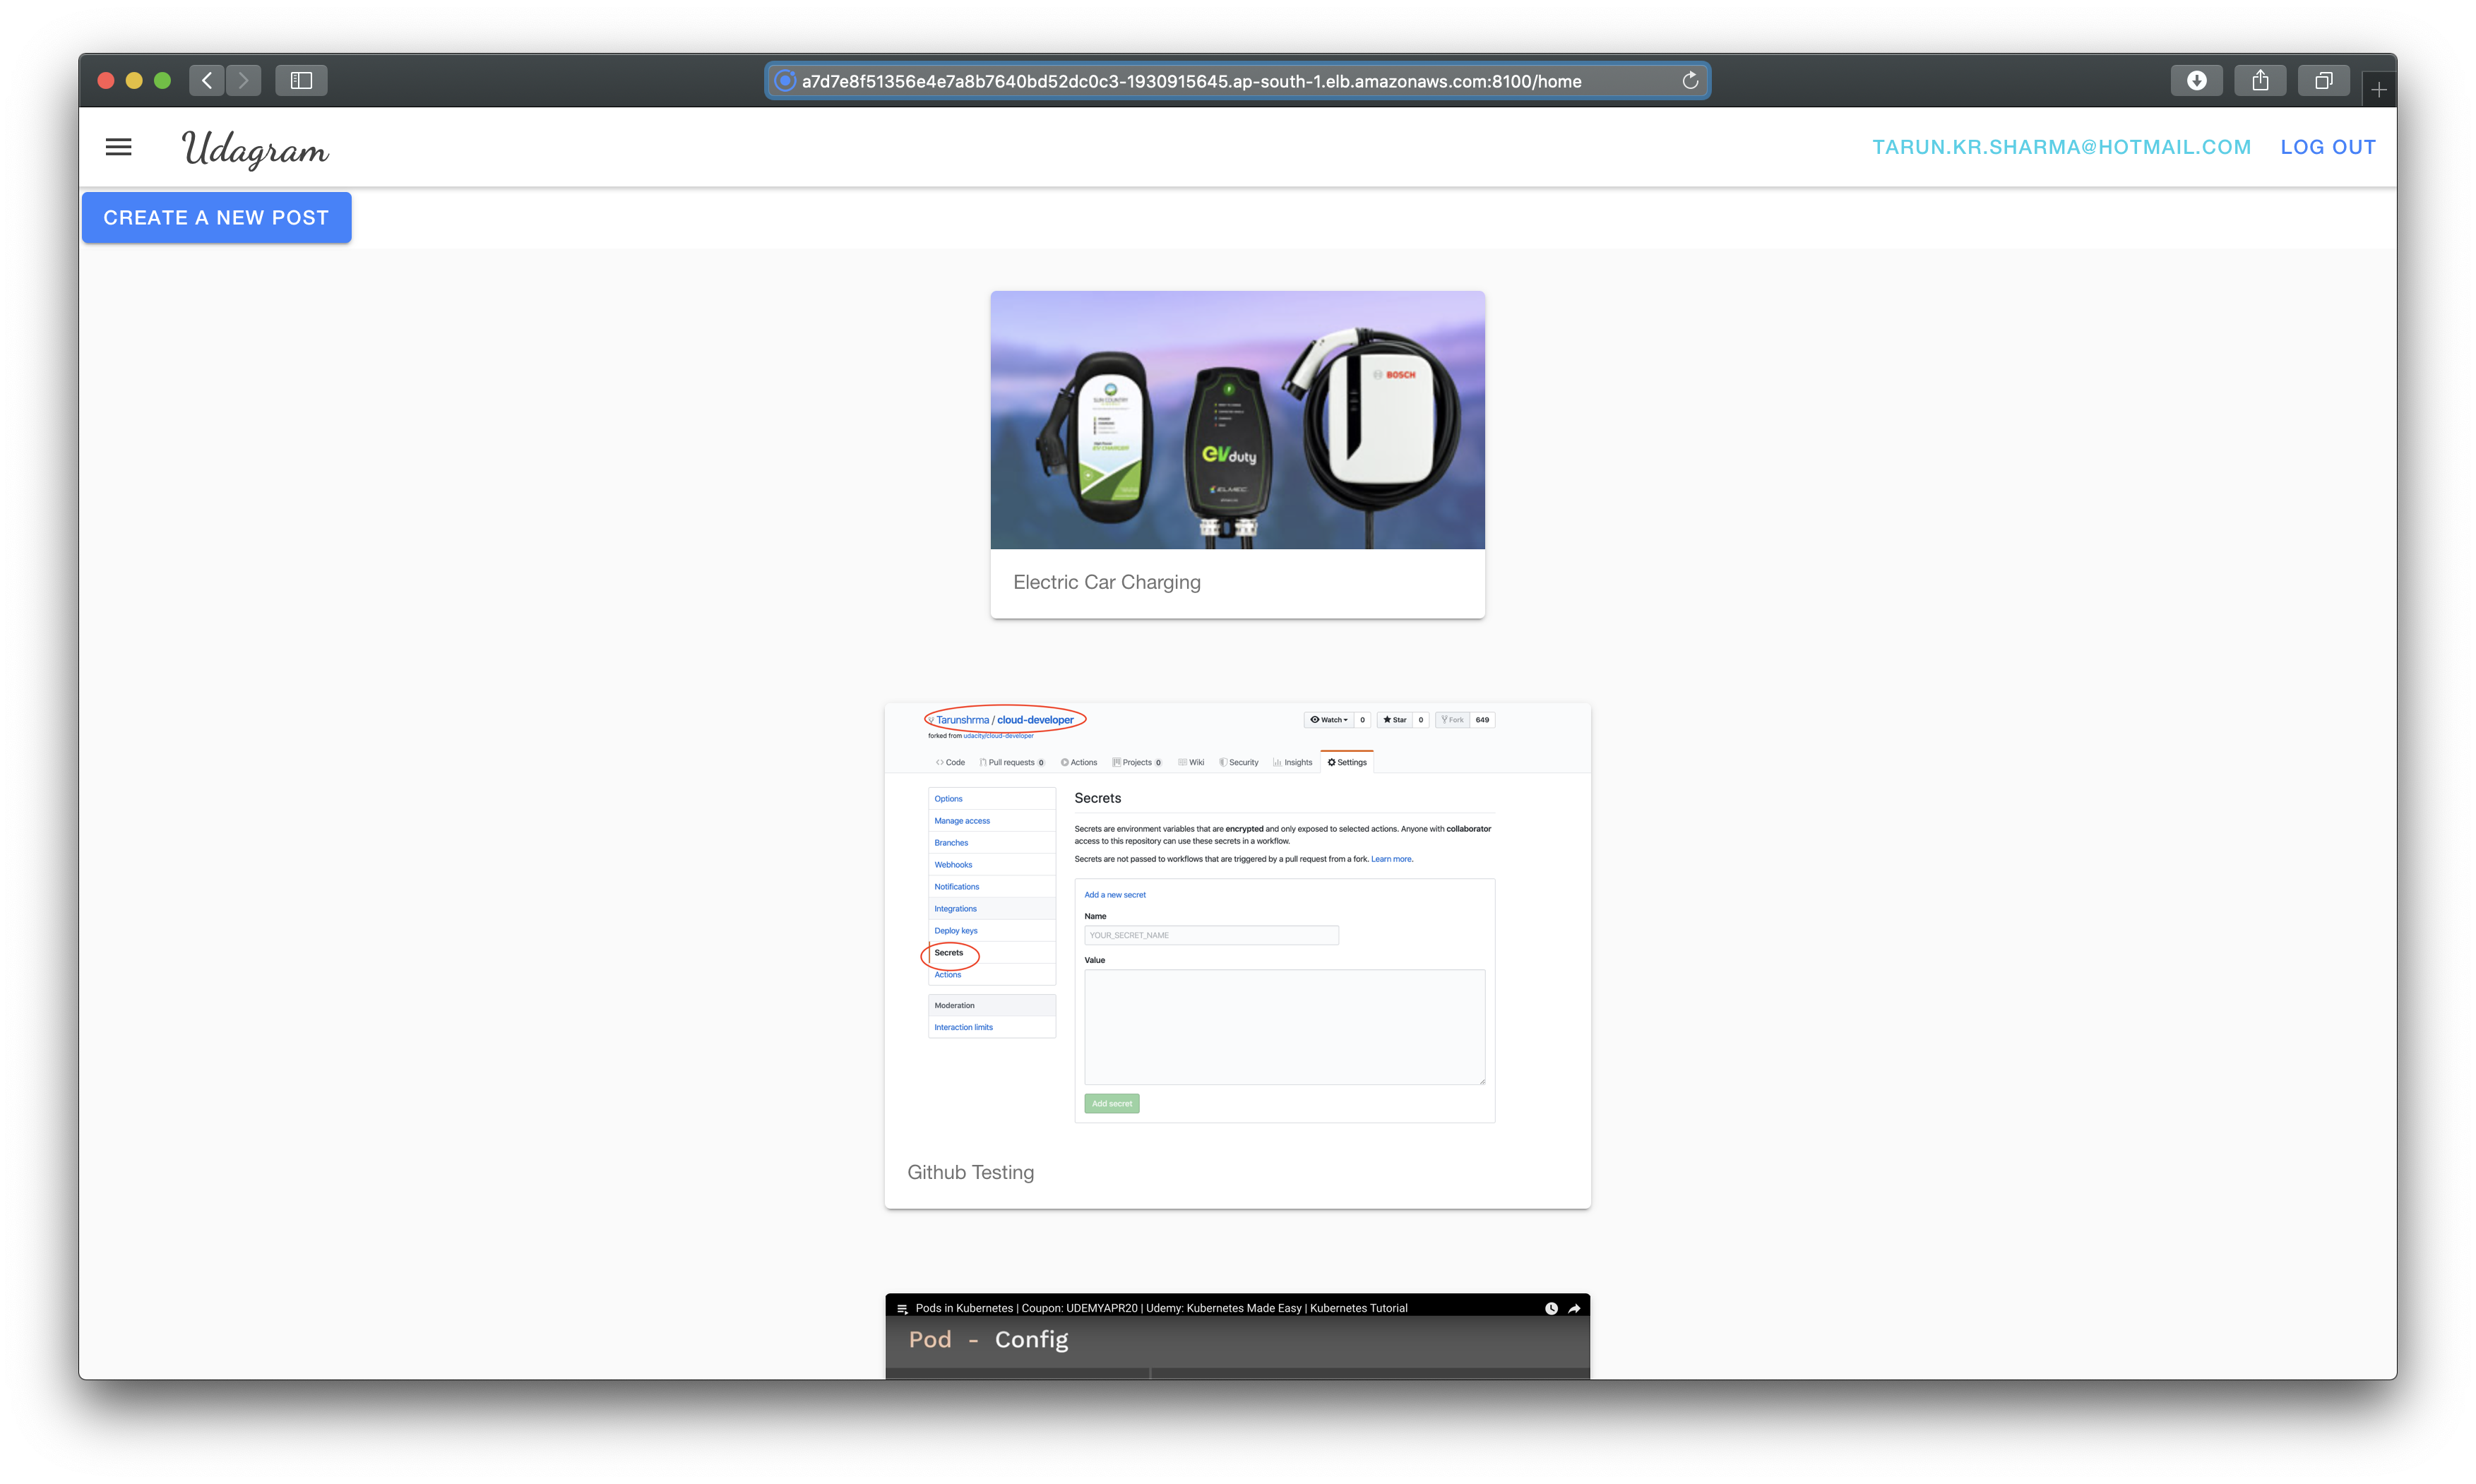 a7d7e8f51356e4e7a8b7640bd52dc0c3-1930915645.ap-south-1.elb.amazonaws.com:8100/home
Udagram
TARUN.KR.SHARMA@HOTMAIL.COM LOG OUT
CREATE A NEW POST
SUN COUNTRY
EV CHARGER
BOSCH
EVduty
ELMEC
Electric Car Charging
Tarunshrma / cloud-developer
Watch 0 Star 0 Fork 649
forked from udacity/cloud-developer
Code Pull requests 0 Actions Projects 0 Wiki Security Insights Settings
Options
Manage access
Branches
Webhooks
Notifications
Integrations
Deploy keys
Secrets
Actions
Moderation
Interaction limits
Secrets
Secrets are environment variables that are encrypted and only exposed to selected actions. Anyone with collaborator
access to this repository can use these secrets in a workflow.
Secrets are not passed to workflows that are triggered by a pull request from a fork. Learn more.
Add a new secret
Name
YOUR_SECRET_NAME
Value
Add secret
Github Testing
Pods in Kubernetes | Coupon: UDEMYAPR20 | Udemy: Kubernetes Made Easy | Kubernetes Tutorial
Pod - Config